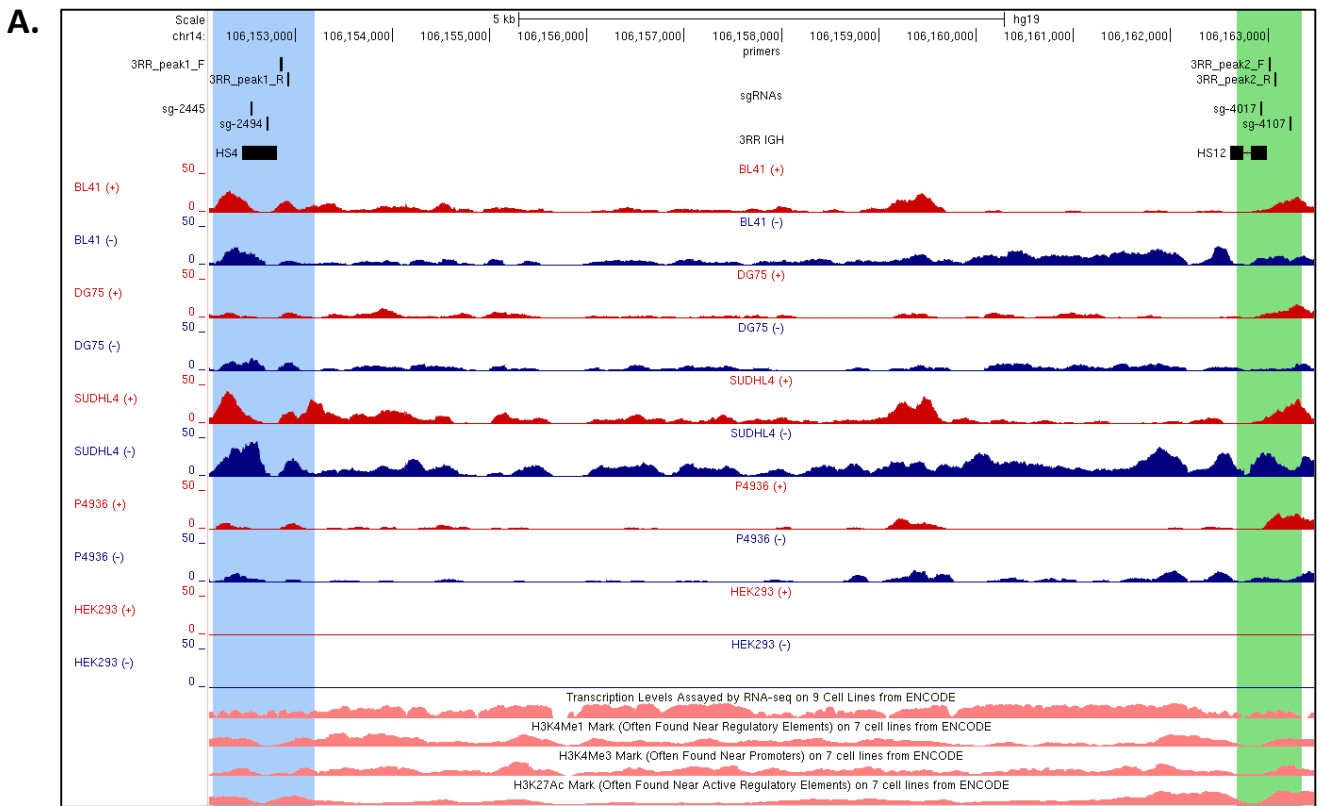 A.
Scale 5 kb hg19
chr14: 106,153,000 106,154,000 106,155,000 106,156,000 106,157,000 106,158,000 106,159,000 106,160,000 106,161,000 106,162,000 106,163,000
primers
3RR_peak1_F 3RR_peak2_F
3RR_peak1_R 3RR_peak2_R
sgRNAs
sg-2445 sg-4017
sg-2494 sg-4107
3RR IGH
HS4 HS12
50
BL41 (+) BL41 (+)
0
50 BL41 (-)
BL41 (-)
0
50 DG75 (+)
DG75 (+)
0
50 DG75 (-)
DG75 (-)
0
50 SUDHL4 (+)
SUDHL4 (+)
0
50 SUDHL4 (-)
SUDHL4 (-)
0
50 P4936 (+)
P4936 (+)
0
50 P4936 (-)
P4936 (-)
0
50 HEK293 (+)
HEK293 (+)
0
50 HEK293 (-)
HEK293 (-)
0
Transcription Levels Assayed by RNA-seq on 9 Cell Lines from ENCODE
H3K4Me1 Mark (Often Found Near Regulatory Elements) on 7 cell lines from ENCODE
H3K4Me3 Mark (Often Found Near Promoters) on 7 cell lines from ENCODE
H3K27Ac Mark (Often Found Near Active Regulatory Elements) on 7 cell lines from ENCODE